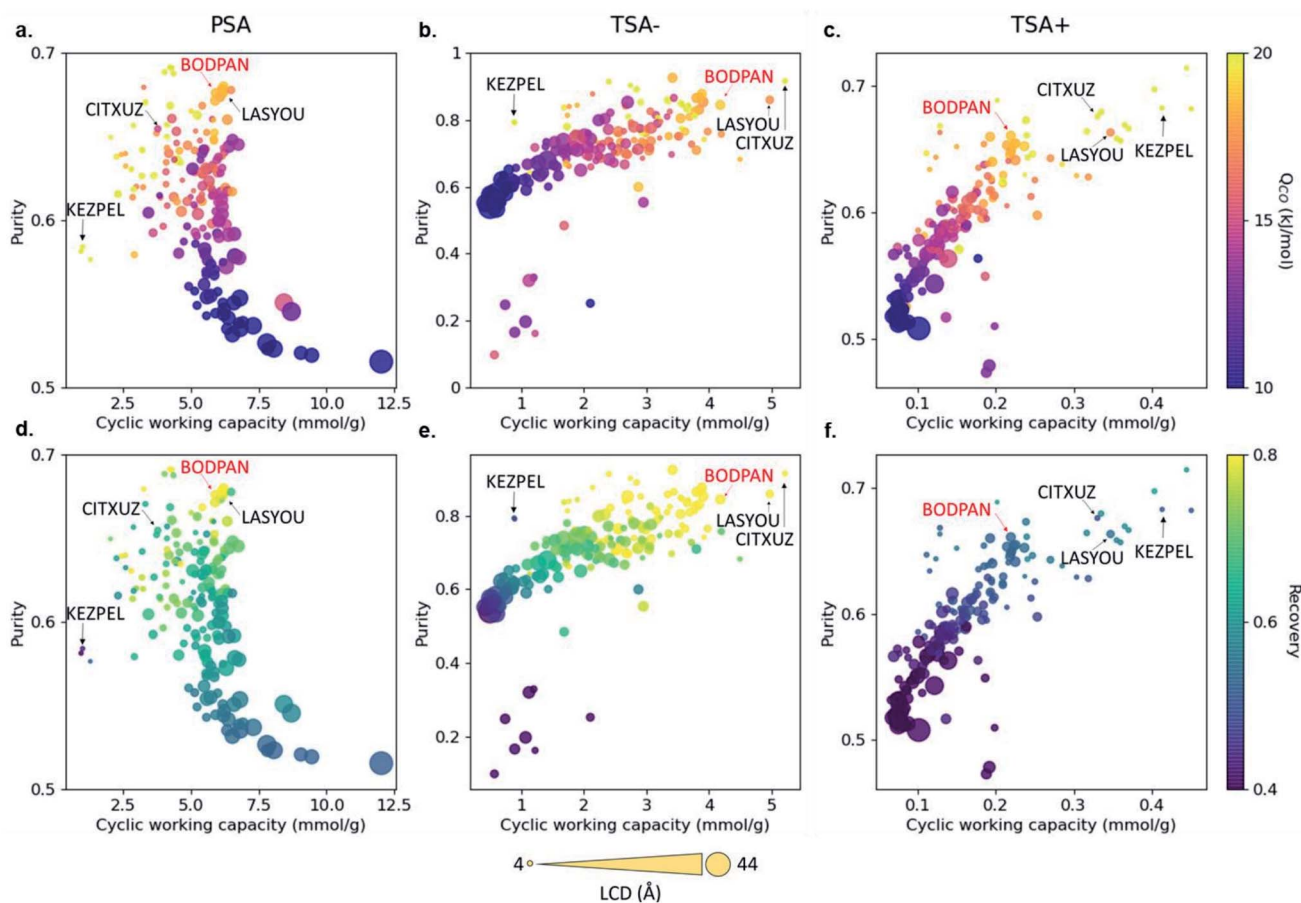 a.
PSA
0.7
0.6
0.5
Purity
BODPAN
CITXUZ
LASYOU
KEZPEL
2.5 5.0 7.5 10.0 12.5
Cyclic working capacity (mmol/g)
b.
TSA-
1
0.8
0.6
0.4
0.2
0
Purity
KEZPEL
BODPAN
LASYOU
CITXUZ
1 2 3 4 5
Cyclic working capacity (mmol/g)
c.
TSA+
0.7
0.6
0.5
Purity
CITXUZ
BODPAN
LASYOU
KEZPEL
0.1 0.2 0.3 0.4
Cyclic working capacity (mmol/g)
20
15
10
QCO (kJ/mol)
d.
0.7
0.6
0.5
Purity
BODPAN
CITXUZ
LASYOU
KEZPEL
2.5 5.0 7.5 10.0 12.5
Cyclic working capacity (mmol/g)
e.
0.8
0.6
0.4
0.2
Purity
KEZPEL
BODPAN
LASYOU
CITXUZ
1 2 3 4 5
Cyclic working capacity (mmol/g)
f.
0.7
0.6
0.5
Purity
CITXUZ
BODPAN
LASYOU
KEZPEL
0.1 0.2 0.3 0.4
Cyclic working capacity (mmol/g)
0.8
0.6
0.4
Recovery
4 44
LCD (Å)